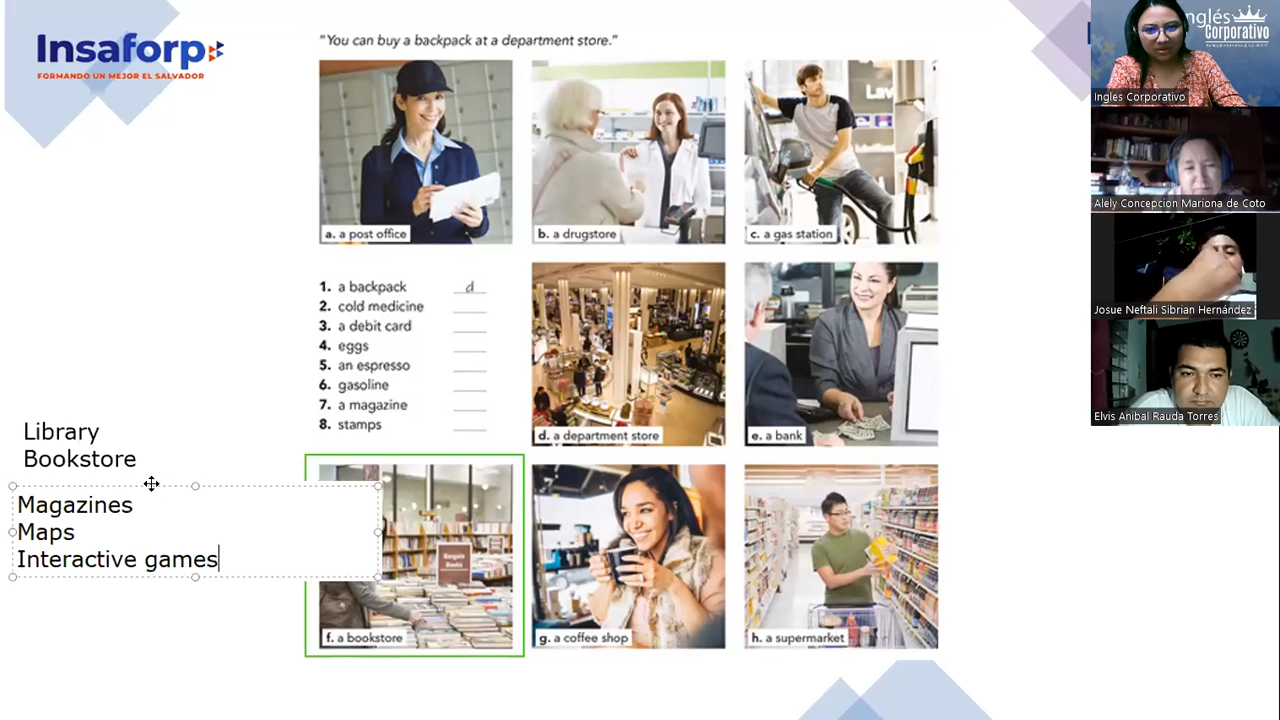 Insaforp
FORMANDO UN MEJOR EL SALVADOR
"You can buy a backpack at a department store."
a. a post office
b. a drugstore
c. a gas station
1. a backpack d
2. cold medicine
3. a debit card
4. eggs
5. an espresso
6. gasoline
7. a magazine
8. stamps
d. a department store
e. a bank
Library
Bookstore
Magazines
Maps
Interactive games
f. a bookstore
g. a coffee shop
h. a supermarket
Inglés
Corporativo
Ingles Corporativo
Alely Concepcion Mariona de Coto
Josue Neftali Sibrian Hernández
Elvis Anibal Rauda Torres